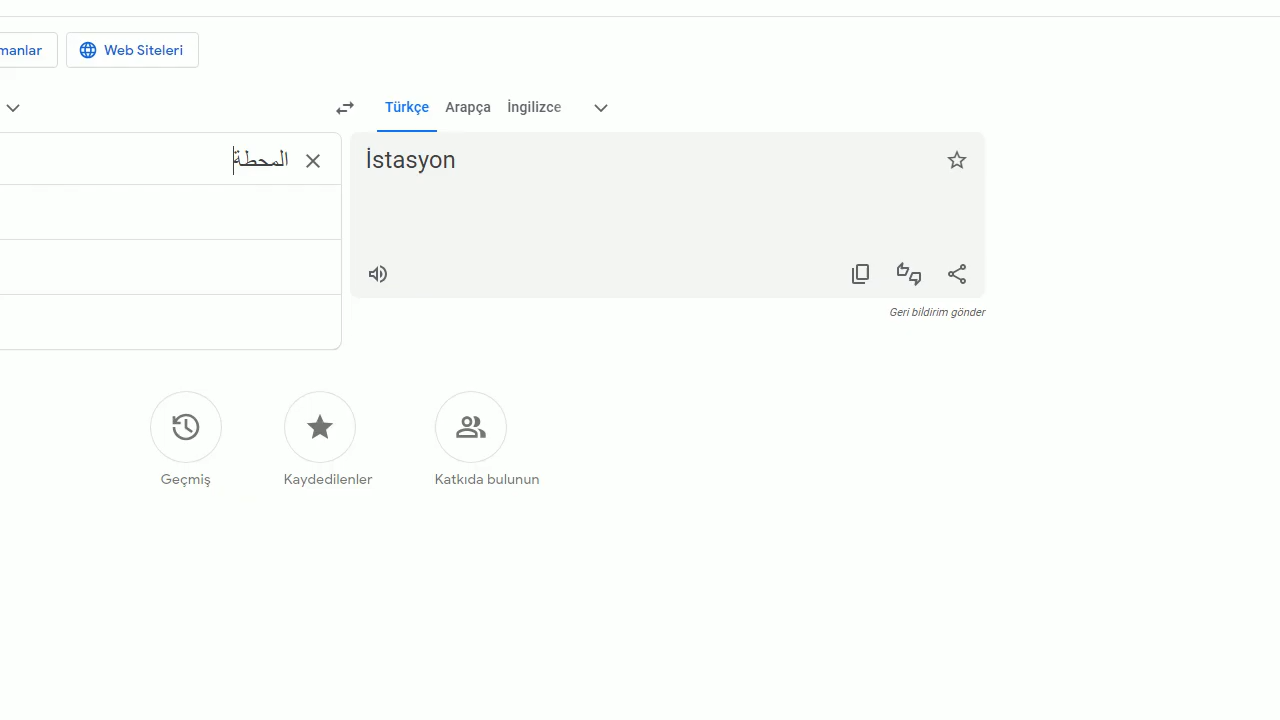 manlar Web Siteleri
Türkçe Arapça İngilizce
المحطة
İstasyon
Geri bildirim gönder
Geçmiş Kaydedilenler Katkıda bulunun